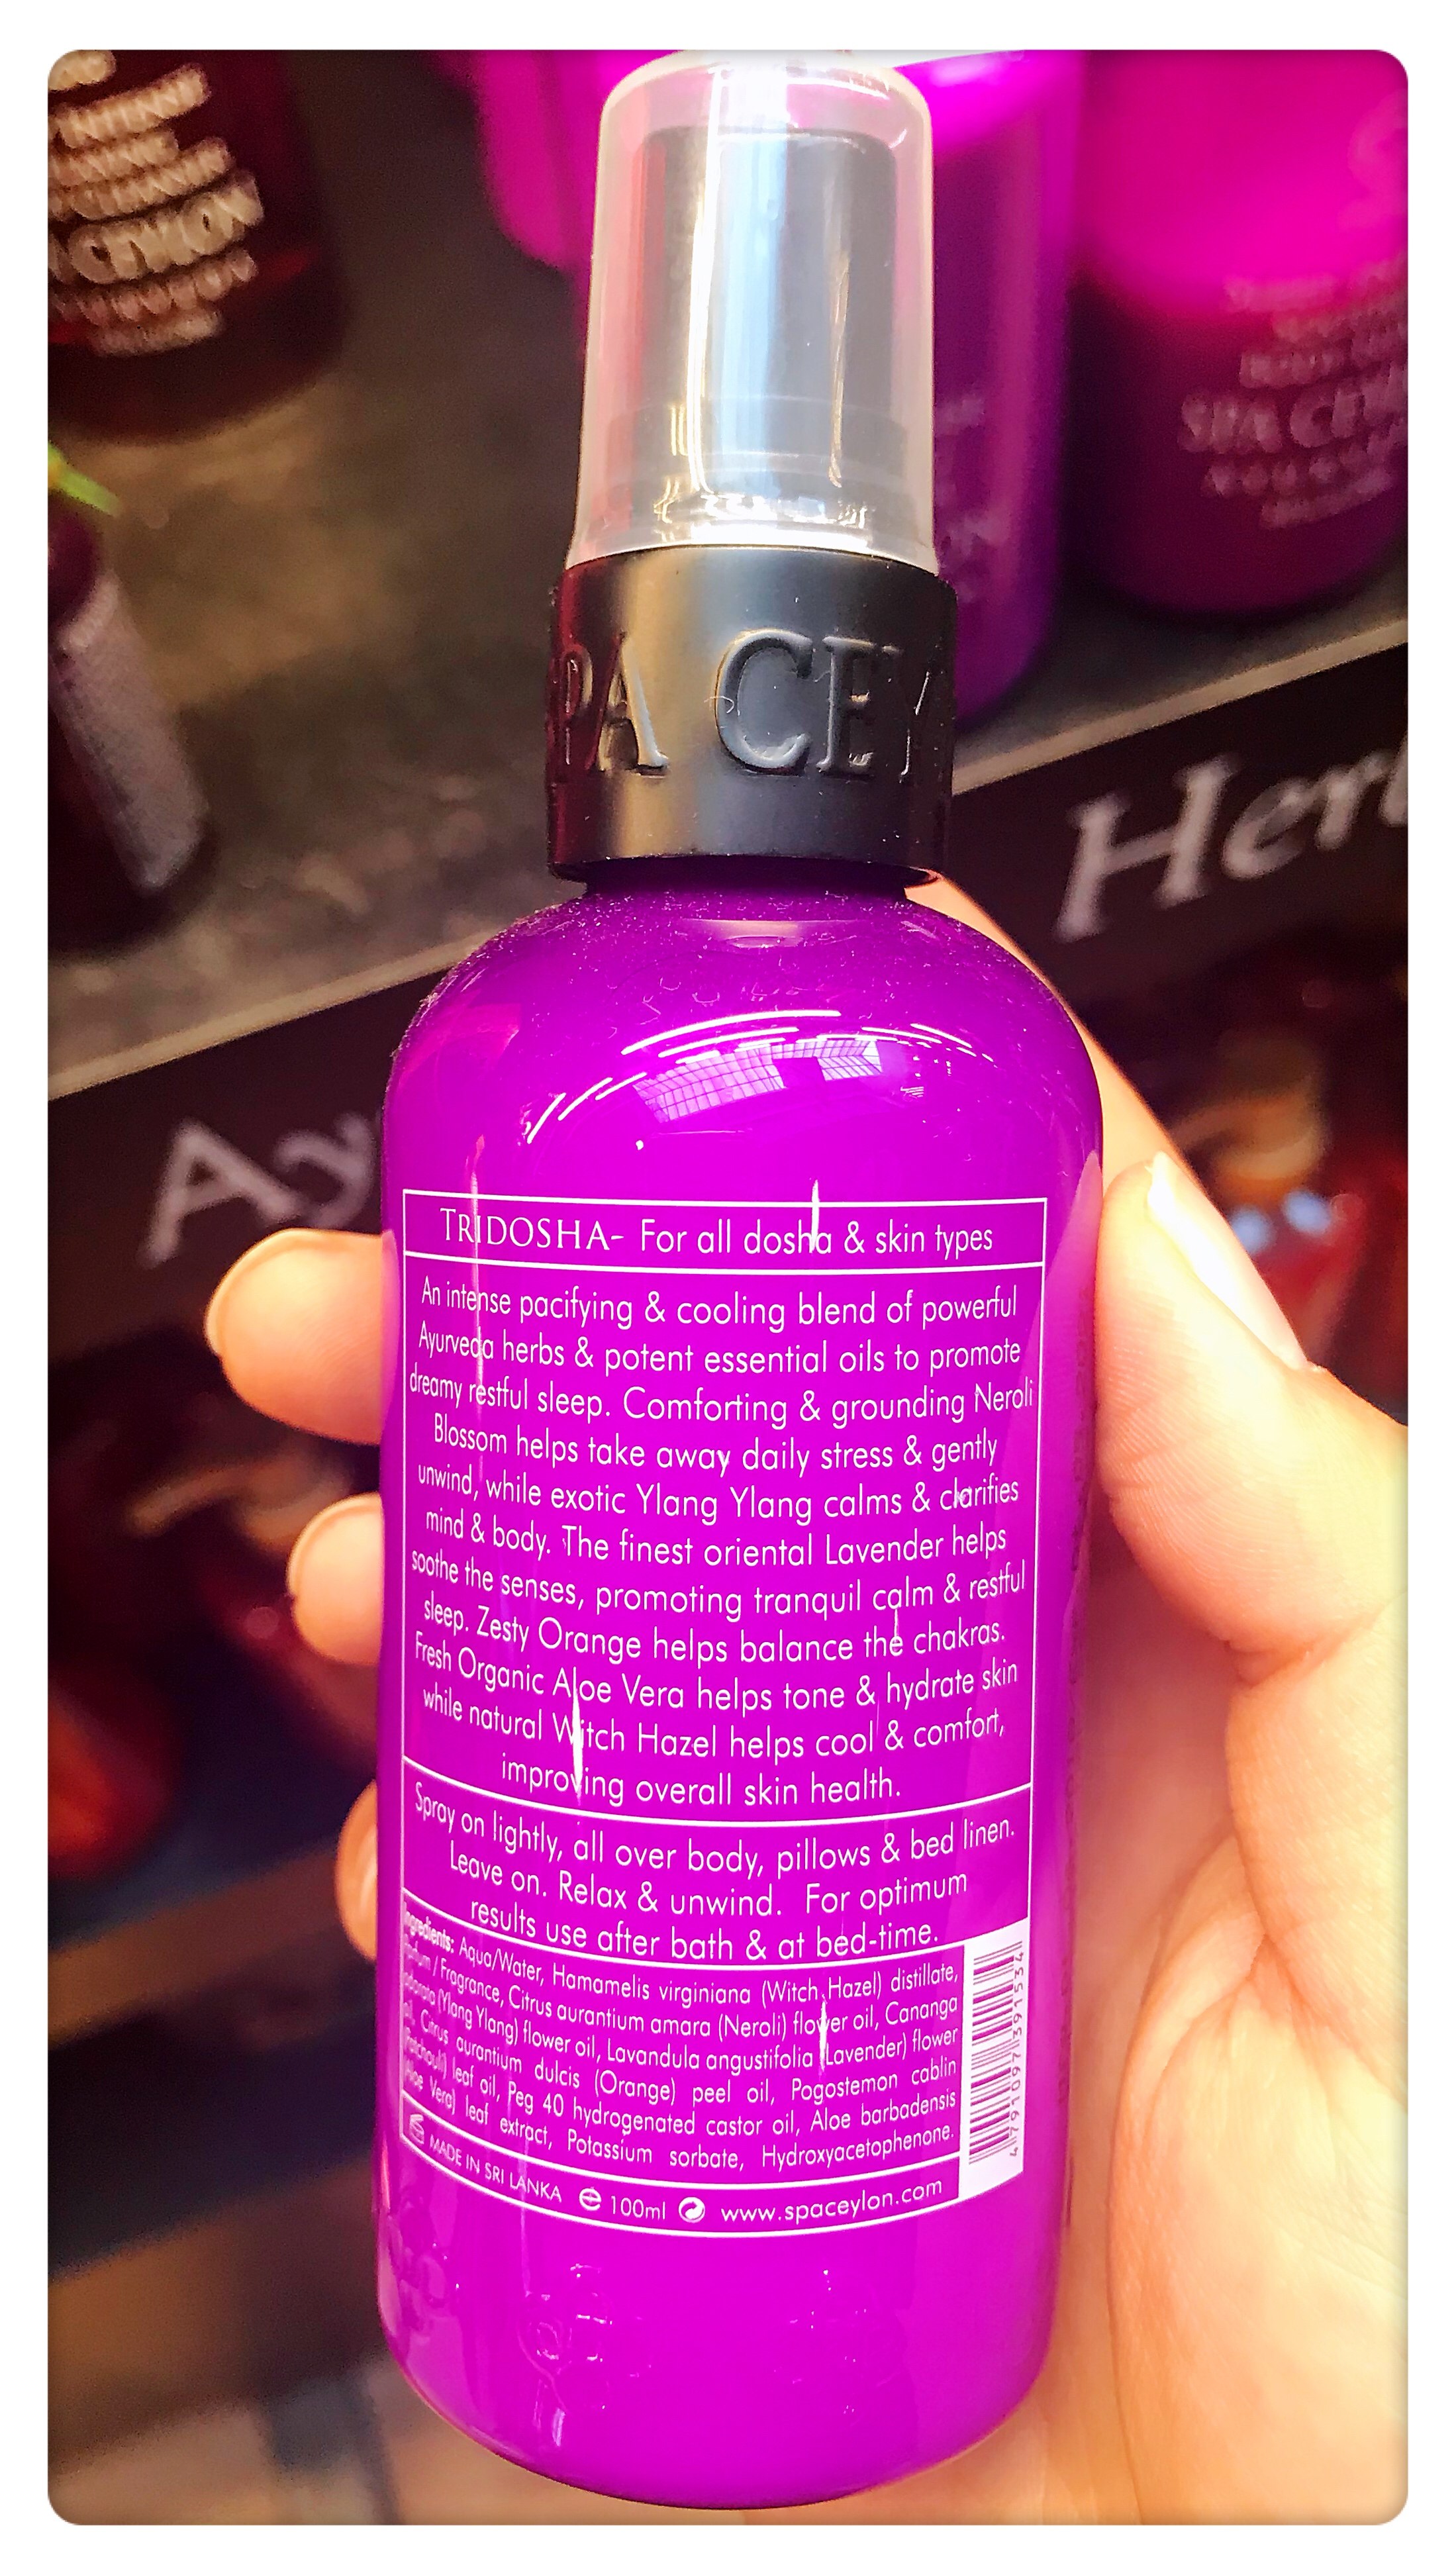 CEYLON
SPA CEY
PA CEY
Her
Ay
TRIDOSHA- For all dosha & skin types
An intense pacifying & cooling blend of powerful
Ayurveda herbs & potent essential oils to promote
dreamy restful sleep. Comforting & grounding Neroli
Blossom helps take away daily stress & gently
unwind, while exotic Ylang Ylang calms & clarifies
mind & body. The finest oriental Lavender helps
soothe the senses, promoting tranquil calm & restful
sleep. Zesty Orange helps balance the chakras.
Fresh Organic Aloe Vera helps tone & hydrate skin
while natural Witch Hazel helps cool & comfort,
improving overall skin health.
Spray on lightly, all over body, pillows & bed linen.
Leave on. Relax & unwind. For optimum
results use after bath & at bed-time.
Ingredients: Aqua/Water, Hamamelis virginiana (Witch Hazel) distillate,
Parfum / Fragrance, Citrus aurantium amara (Neroli) flower oil, Cananga
odorata (Ylang Ylang) flower oil, Lavandula angustifolia (Lavender) flower
oil, Citrus aurantium dulcis (Orange) peel oil, Pogostemon cablin
(Patchouli) leaf oil, Peg 40 hydrogenated castor oil, Aloe barbadensis
(Aloe Vera) leaf extract, Potassium sorbate, Hydroxyacetophenone.
4 791097 391534
MADE IN SRI LANKA 100ml www.spaceylon.com